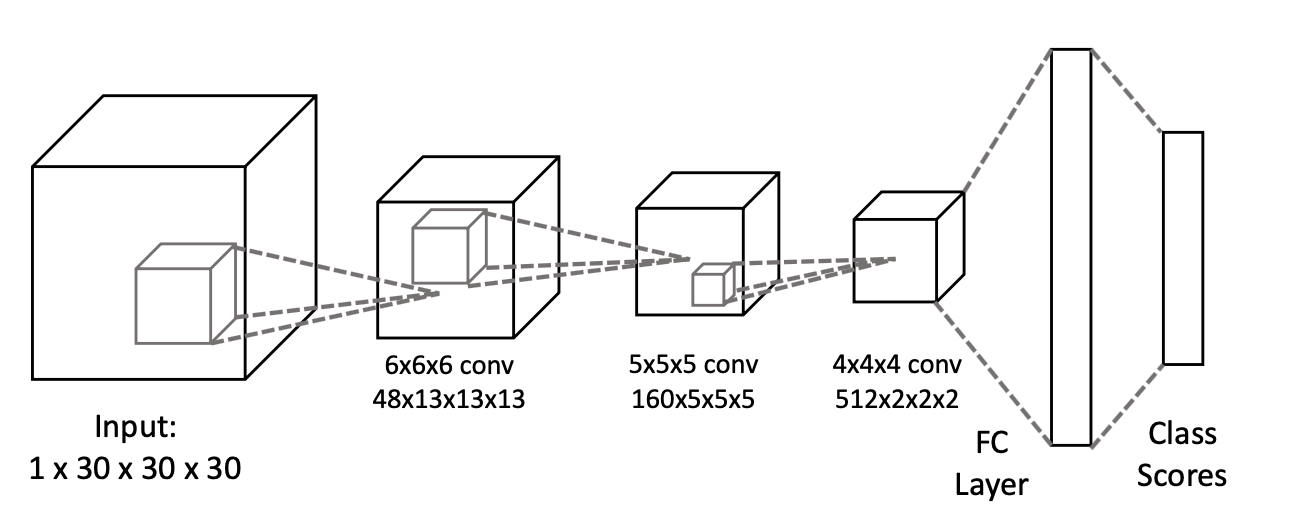 Input:
1 x 30 x 30 x 30
6x6x6 conv
48x13x13x13
5x5x5 conv
160x5x5x5
4x4x4 conv
512x2x2x2
FC
Layer
Class
Scores